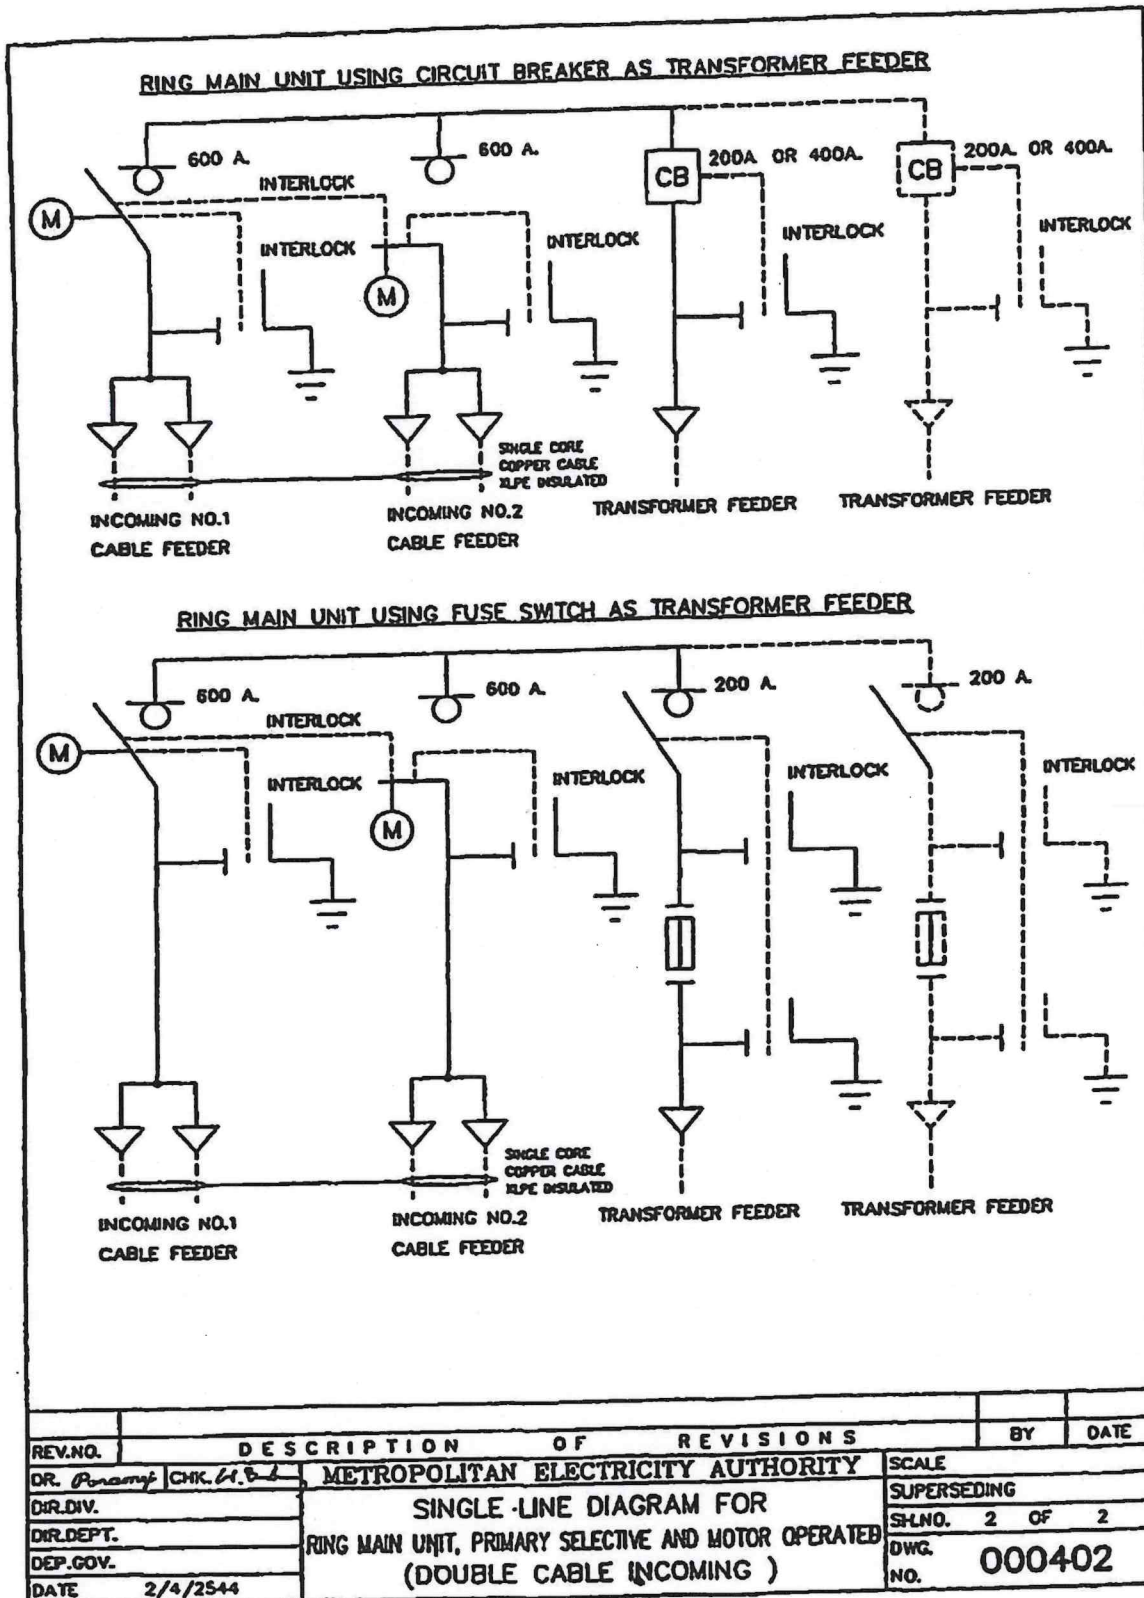 RING MAIN UNIT USING CIRCUIT BREAKER AS TRANSFORMER FEEDER
600 A.
600 A.
CB
200A OR 400A.
CB
200A. OR 400A.
INTERLOCK
M
INTERLOCK
M
INTERLOCK
INTERLOCK
INTERLOCK
SINGLE CORE
COPPER CABLE
XLPE INSULATED
INCOMING NO.1
CABLE FEEDER
INCOMING NO.2
CABLE FEEDER
TRANSFORMER FEEDER
TRANSFORMER FEEDER
RING MAIN UNIT USING FUSE SWITCH AS TRANSFORMER FEEDER
600 A.
600 A.
200 A.
200 A.
INTERLOCK
M
INTERLOCK
M
INTERLOCK
INTERLOCK
INTERLOCK
SINGLE CORE
COPPER CABLE
XLPE INSULATED
INCOMING NO.1
CABLE FEEDER
INCOMING NO.2
CABLE FEEDER
TRANSFORMER FEEDER
TRANSFORMER FEEDER
REV.NO.
DESCRIPTION OF REVISIONS
BY
DATE
DR.
CHK.
DIR.DIV.
DIR.DEPT.
DEP.GOV.
DATE 2/4/2544
METROPOLITAN ELECTRICITY AUTHORITY
SINGLE-LINE DIAGRAM FOR
RING MAIN UNIT, PRIMARY SELECTIVE AND MOTOR OPERATED
(DOUBLE CABLE INCOMING )
SCALE
SUPERSEDING
SH.NO. 2 OF 2
DWG.
NO.
000402